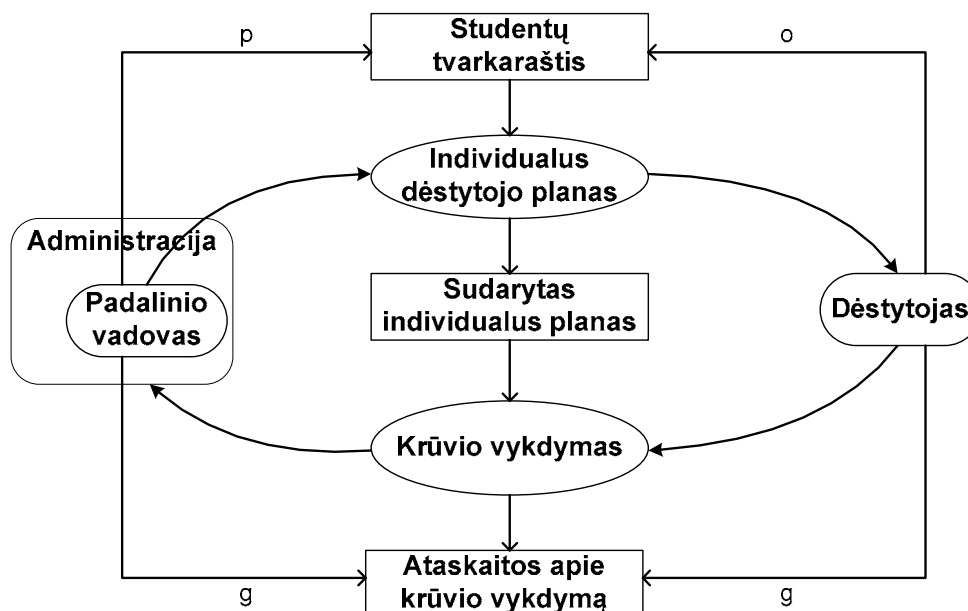 p
Studentų
tvarkaraštis
o
Individualus
dėstytojo planas
Administracija
Padalinio
vadovas
Sudarytas
individualus planas
Dėstytojas
Krūvio vykdymas
g
Ataskaitos apie
krūvio vykdymą
g